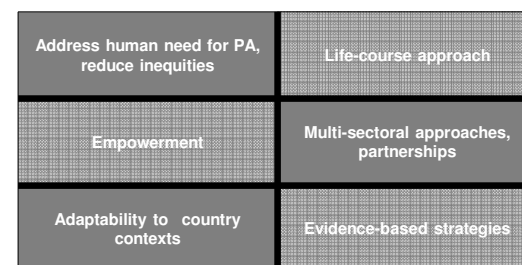 Address human need for PA,
reduce inequities
Life-course approach
Empowerment
Multi-sectoral approaches,
partnerships
Adaptability to country
contexts
Evidence-based strategies